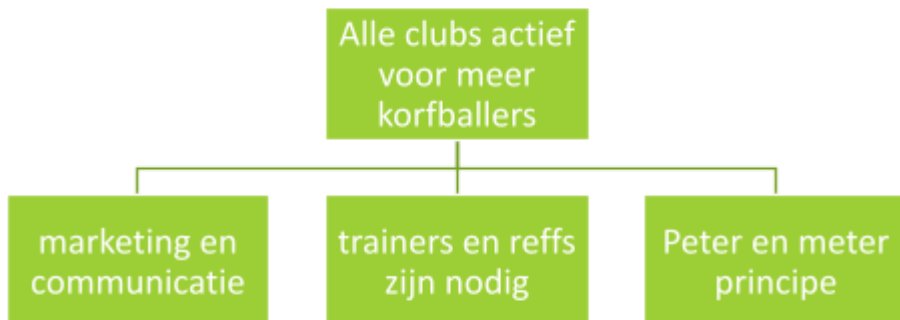 Alle clubs actief
voor meer
korfballers
marketing en
communicatie
trainers en reffs
zijn nodig
Peter en meter
principe